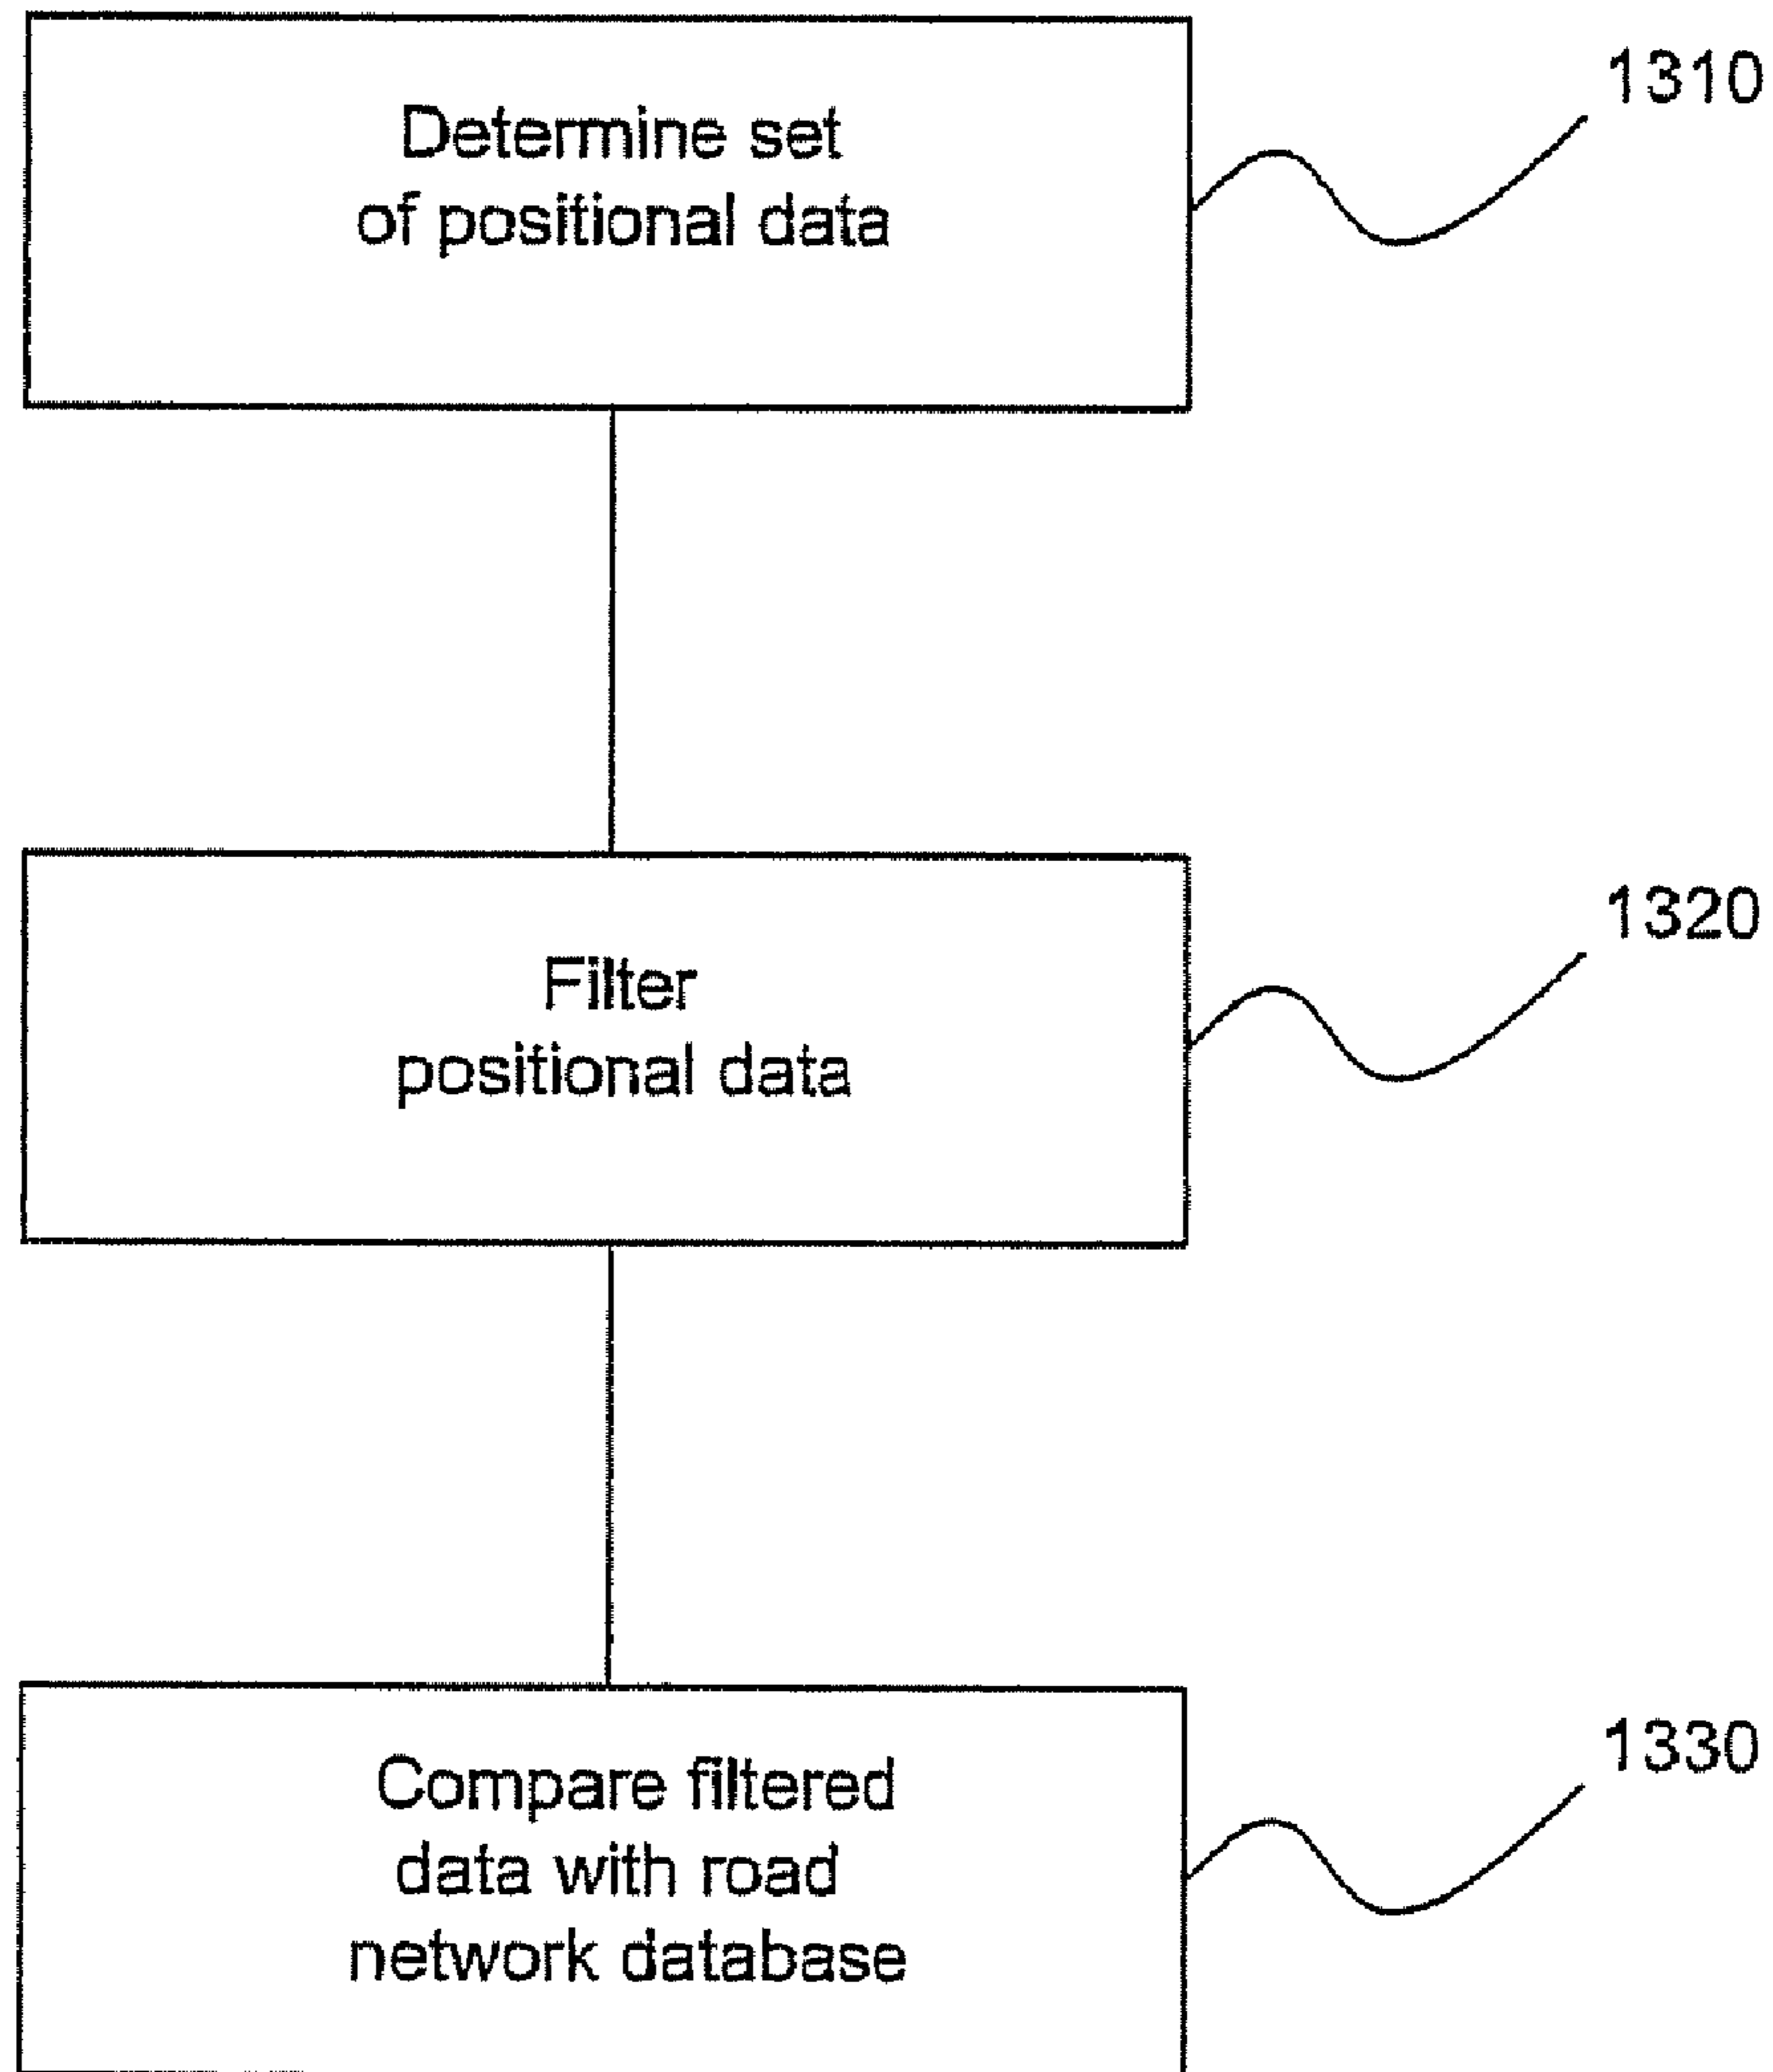 Determine set
of positional data
1310
Filter
positional data
1320
Compare filtered
data with road
network database
1330